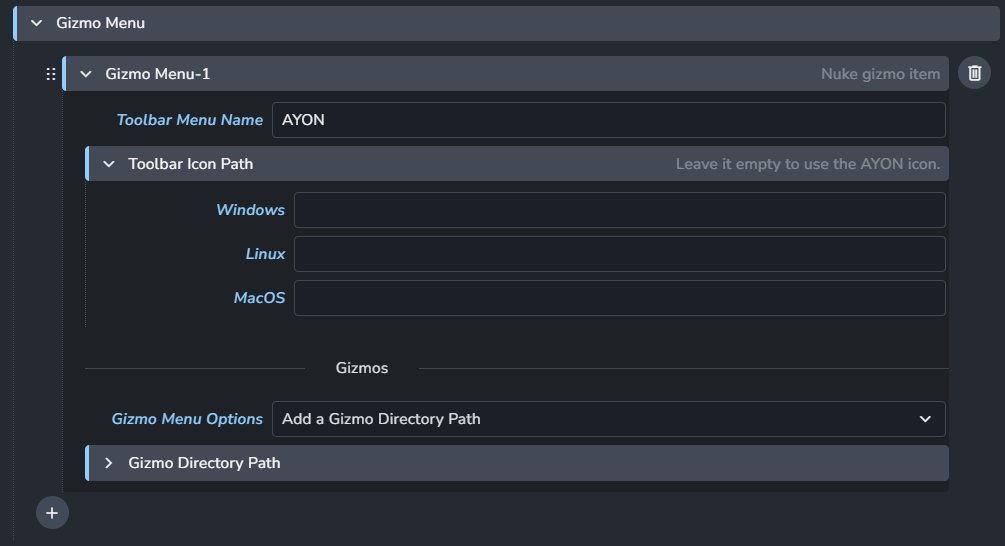 Gizmo Menu
Gizmo Menu-1 Nuke gizmo item
Toolbar Menu Name AYON
Toolbar Icon Path Leave it empty to use the AYON icon.
Windows
Linux
MacOS
Gizmos
Gizmo Menu Options Add a Gizmo Directory Path
Gizmo Directory Path